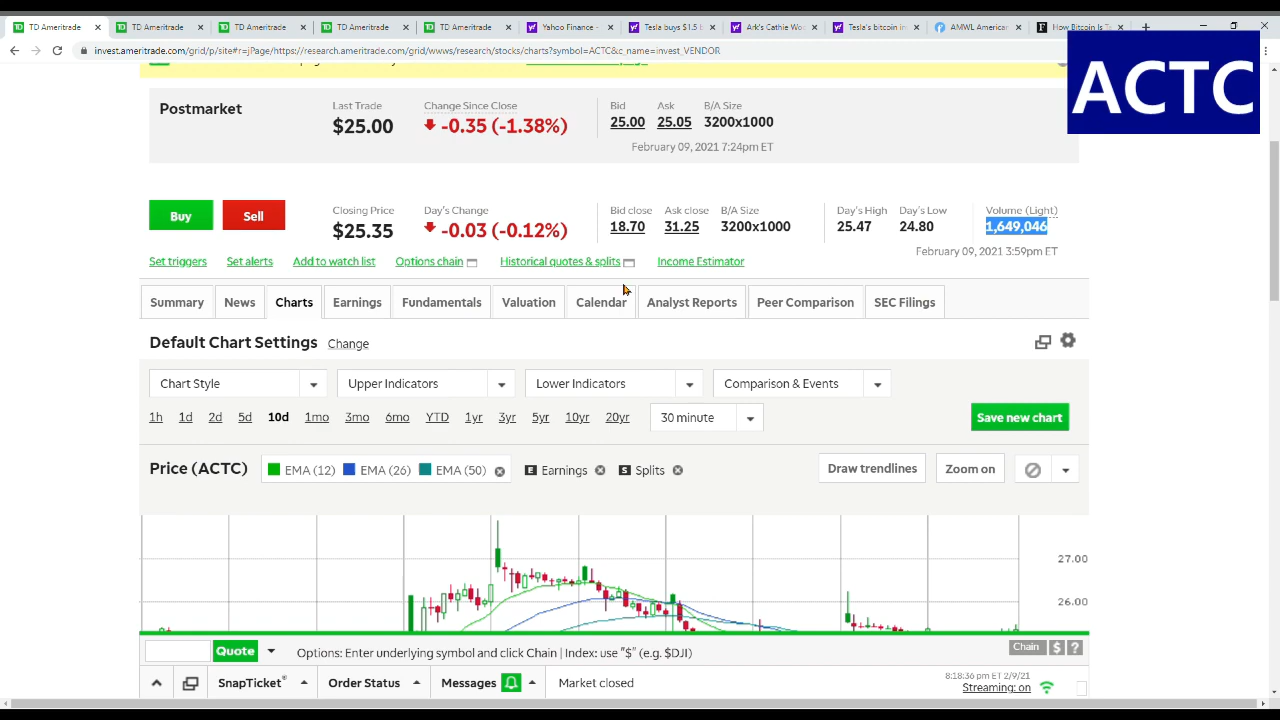 TD Ameritrade TD Ameritrade TD Ameritrade TD Ameritrade TD Ameritrade Yahoo Finance - Tesla buys $1.5 b Ark's Cathie Wo Tesla's bitcoin in AMWL American How Bitcoin Is T
invest.ameritrade.com/grid/p/site#r=jPage/https://research.ameritrade.com/grid/wwws/research/stocks/charts?symbol=ACTC&c_name=invest_VENDOR
ACTC
Postmarket
Last Trade Change Since Close Bid Ask B/A Size
$25.00 -0.35 (-1.38%) 25.00 25.05 3200x1000
February 09, 2021 7:24pm ET
Buy Sell
Closing Price Day's Change Bid close Ask close B/A Size Day's High Day's Low Volume (Light)
$25.35 -0.03 (-0.12%) 18.70 31.25 3200x1000 25.47 24.80 1,649,046
February 09, 2021 3:59pm ET
Set triggers Set alerts Add to watch list Options chain Historical quotes & splits Income Estimator
Summary News Charts Earnings Fundamentals Valuation Calendar Analyst Reports Peer Comparison SEC Filings
Default Chart Settings Change
Chart Style Upper Indicators Lower Indicators Comparison & Events
1h 1d 2d 5d 10d 1mo 3mo 6mo YTD 1yr 3yr 5yr 10yr 20yr 30 minute Save new chart
Price (ACTC) EMA (12) EMA (26) EMA (50) E Earnings S Splits Draw trendlines Zoom on
27.00
26.00
Quote Options: Enter underlying symbol and click Chain | Index: use "$" (e.g. $DJI) Chain $ ?
SnapTicket® Order Status Messages Market closed
8:18:36 pm ET 2/9/21
Streaming: on